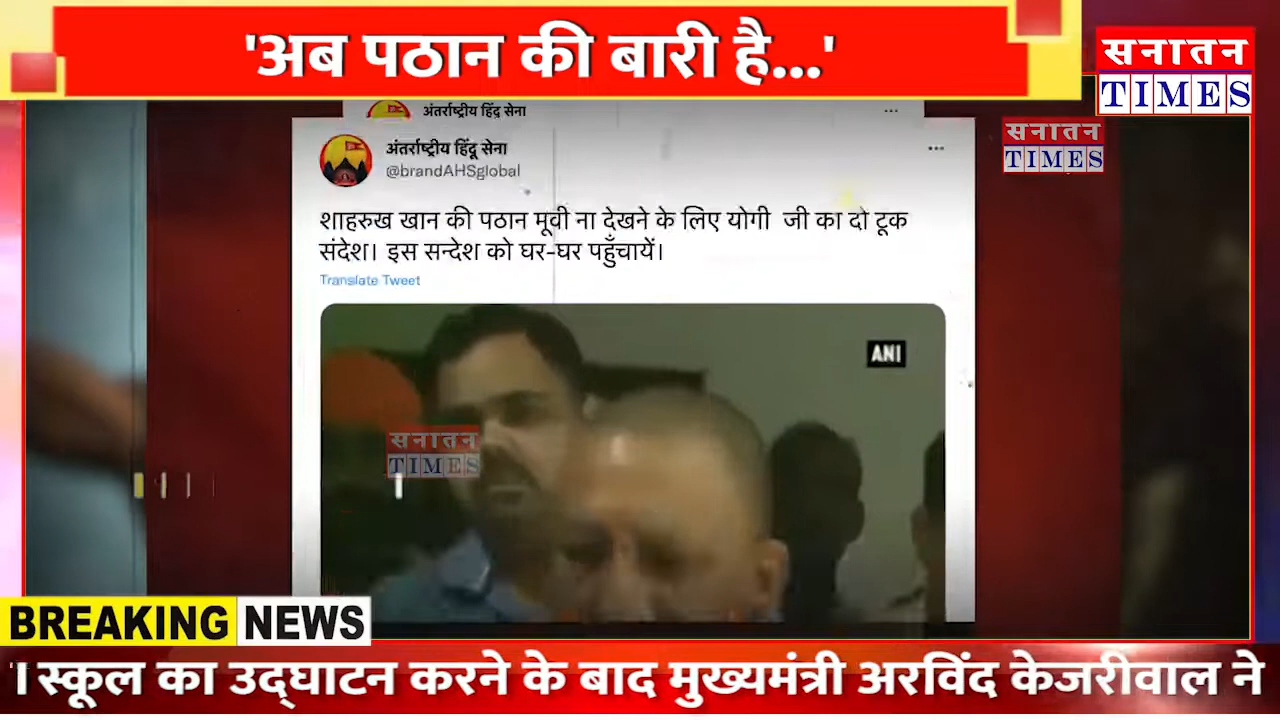 'अब पठान की बारी है...'
सनातन
TIMES
सनातन
TIMES
अंतर्राष्ट्रीय हिंदू सेना
अंतर्राष्ट्रीय हिंदू सेना
@brandAHSglobal
शाहरुख खान की पठान मूवी ना देखने के लिए योगी जी का दो टूक
संदेश। इस सन्देश को घर-घर पहुँचायें।
Translate Tweet
ANI
सनातन
TIMES
BREAKING NEWS
। स्कूल का उद्घाटन करने के बाद मुख्यमंत्री अरविंद केजरीवाल ने